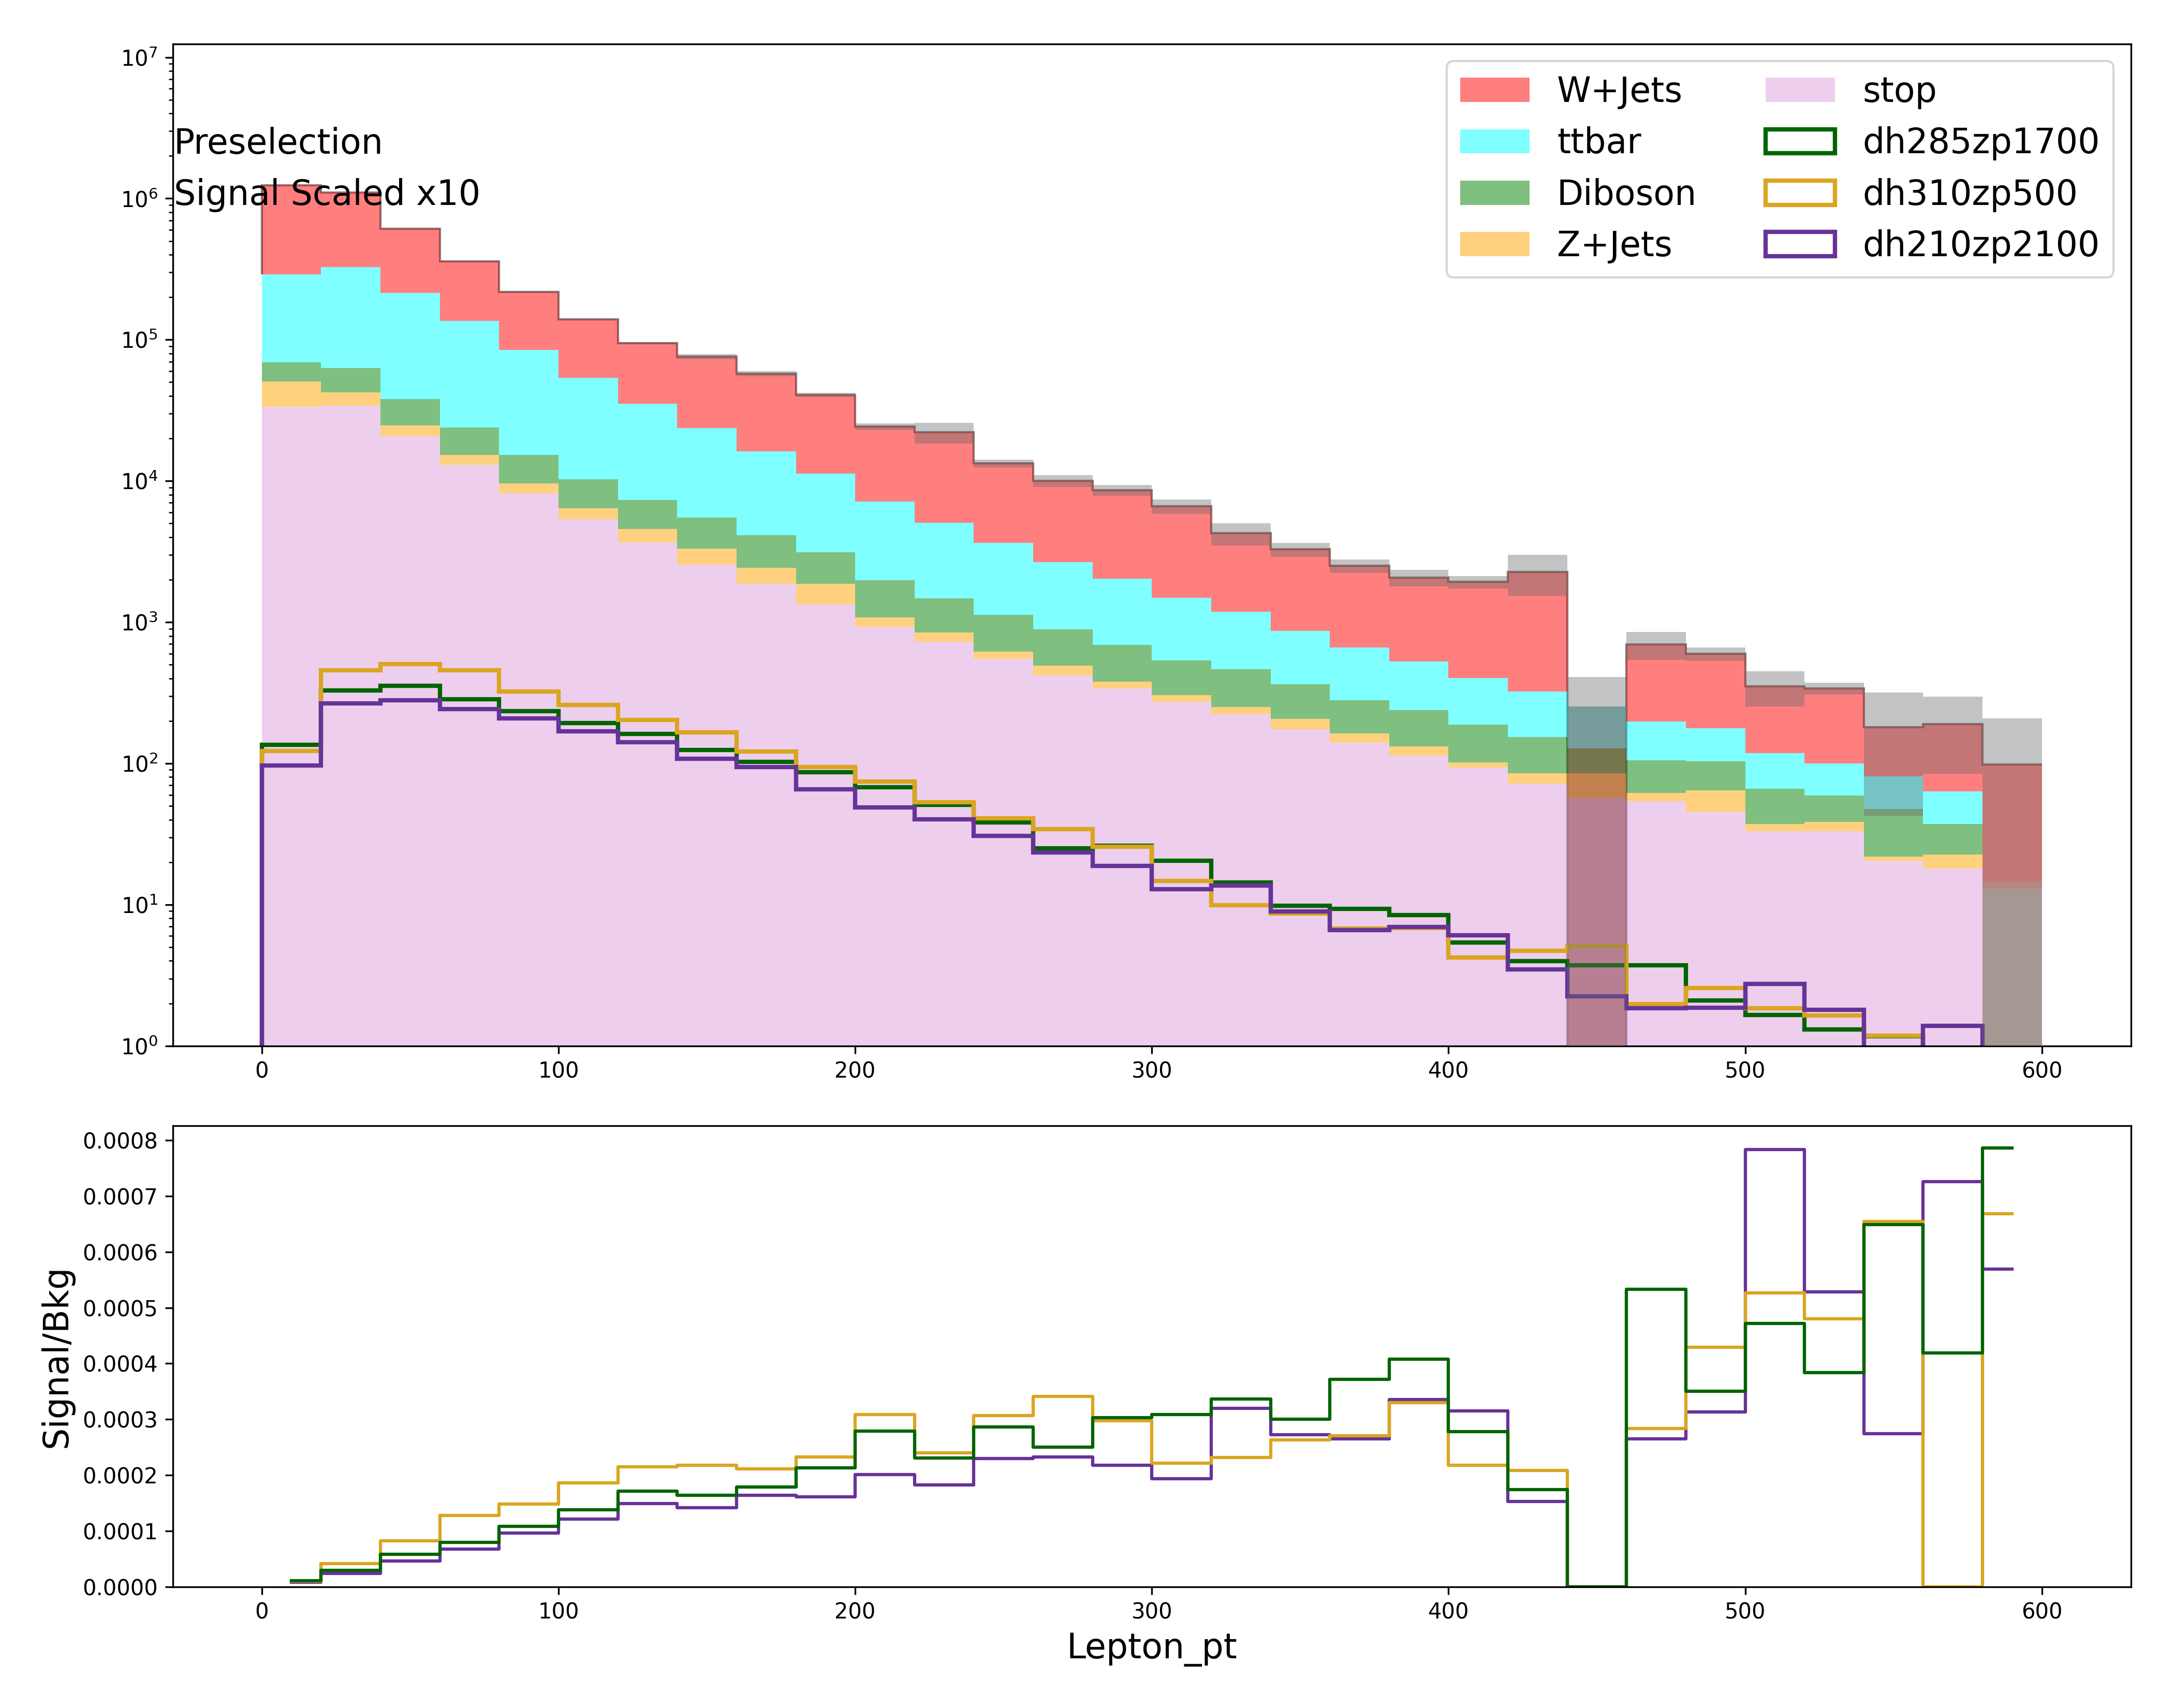 10⁷
10⁶
10⁵
10⁴
10³
10²
10¹
10⁰
Preselection
Signal Scaled x10
W+Jets
ttbar
Diboson
Z+Jets
stop
dh285zp1700
dh310zp500
dh210zp2100
0 100 200 300 400 500 600
0.0008
0.0007
0.0006
0.0005
0.0004
0.0003
0.0002
0.0001
0.0000
Signal/Bkg
0 100 200 300 400 500 600
Lepton_pt